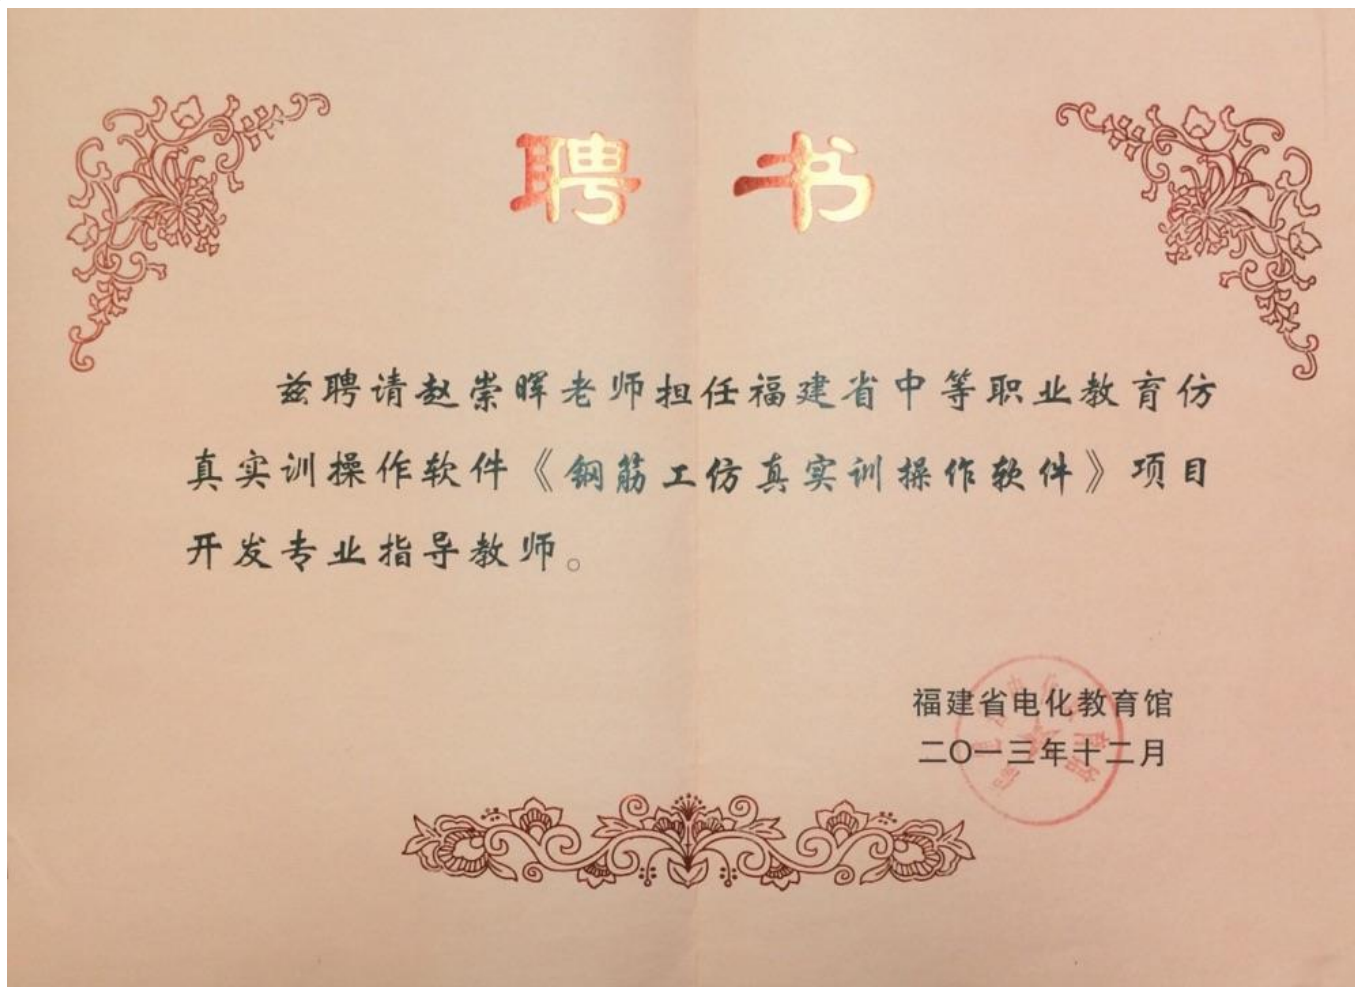 聘书
兹聘请赵崇晖老师担任福建省中等职业教育仿
真实训操作软件《钢筋工仿真实训操作软件》项目
开发专业指导教师。
福建省电化教育馆
二〇一三年十二月